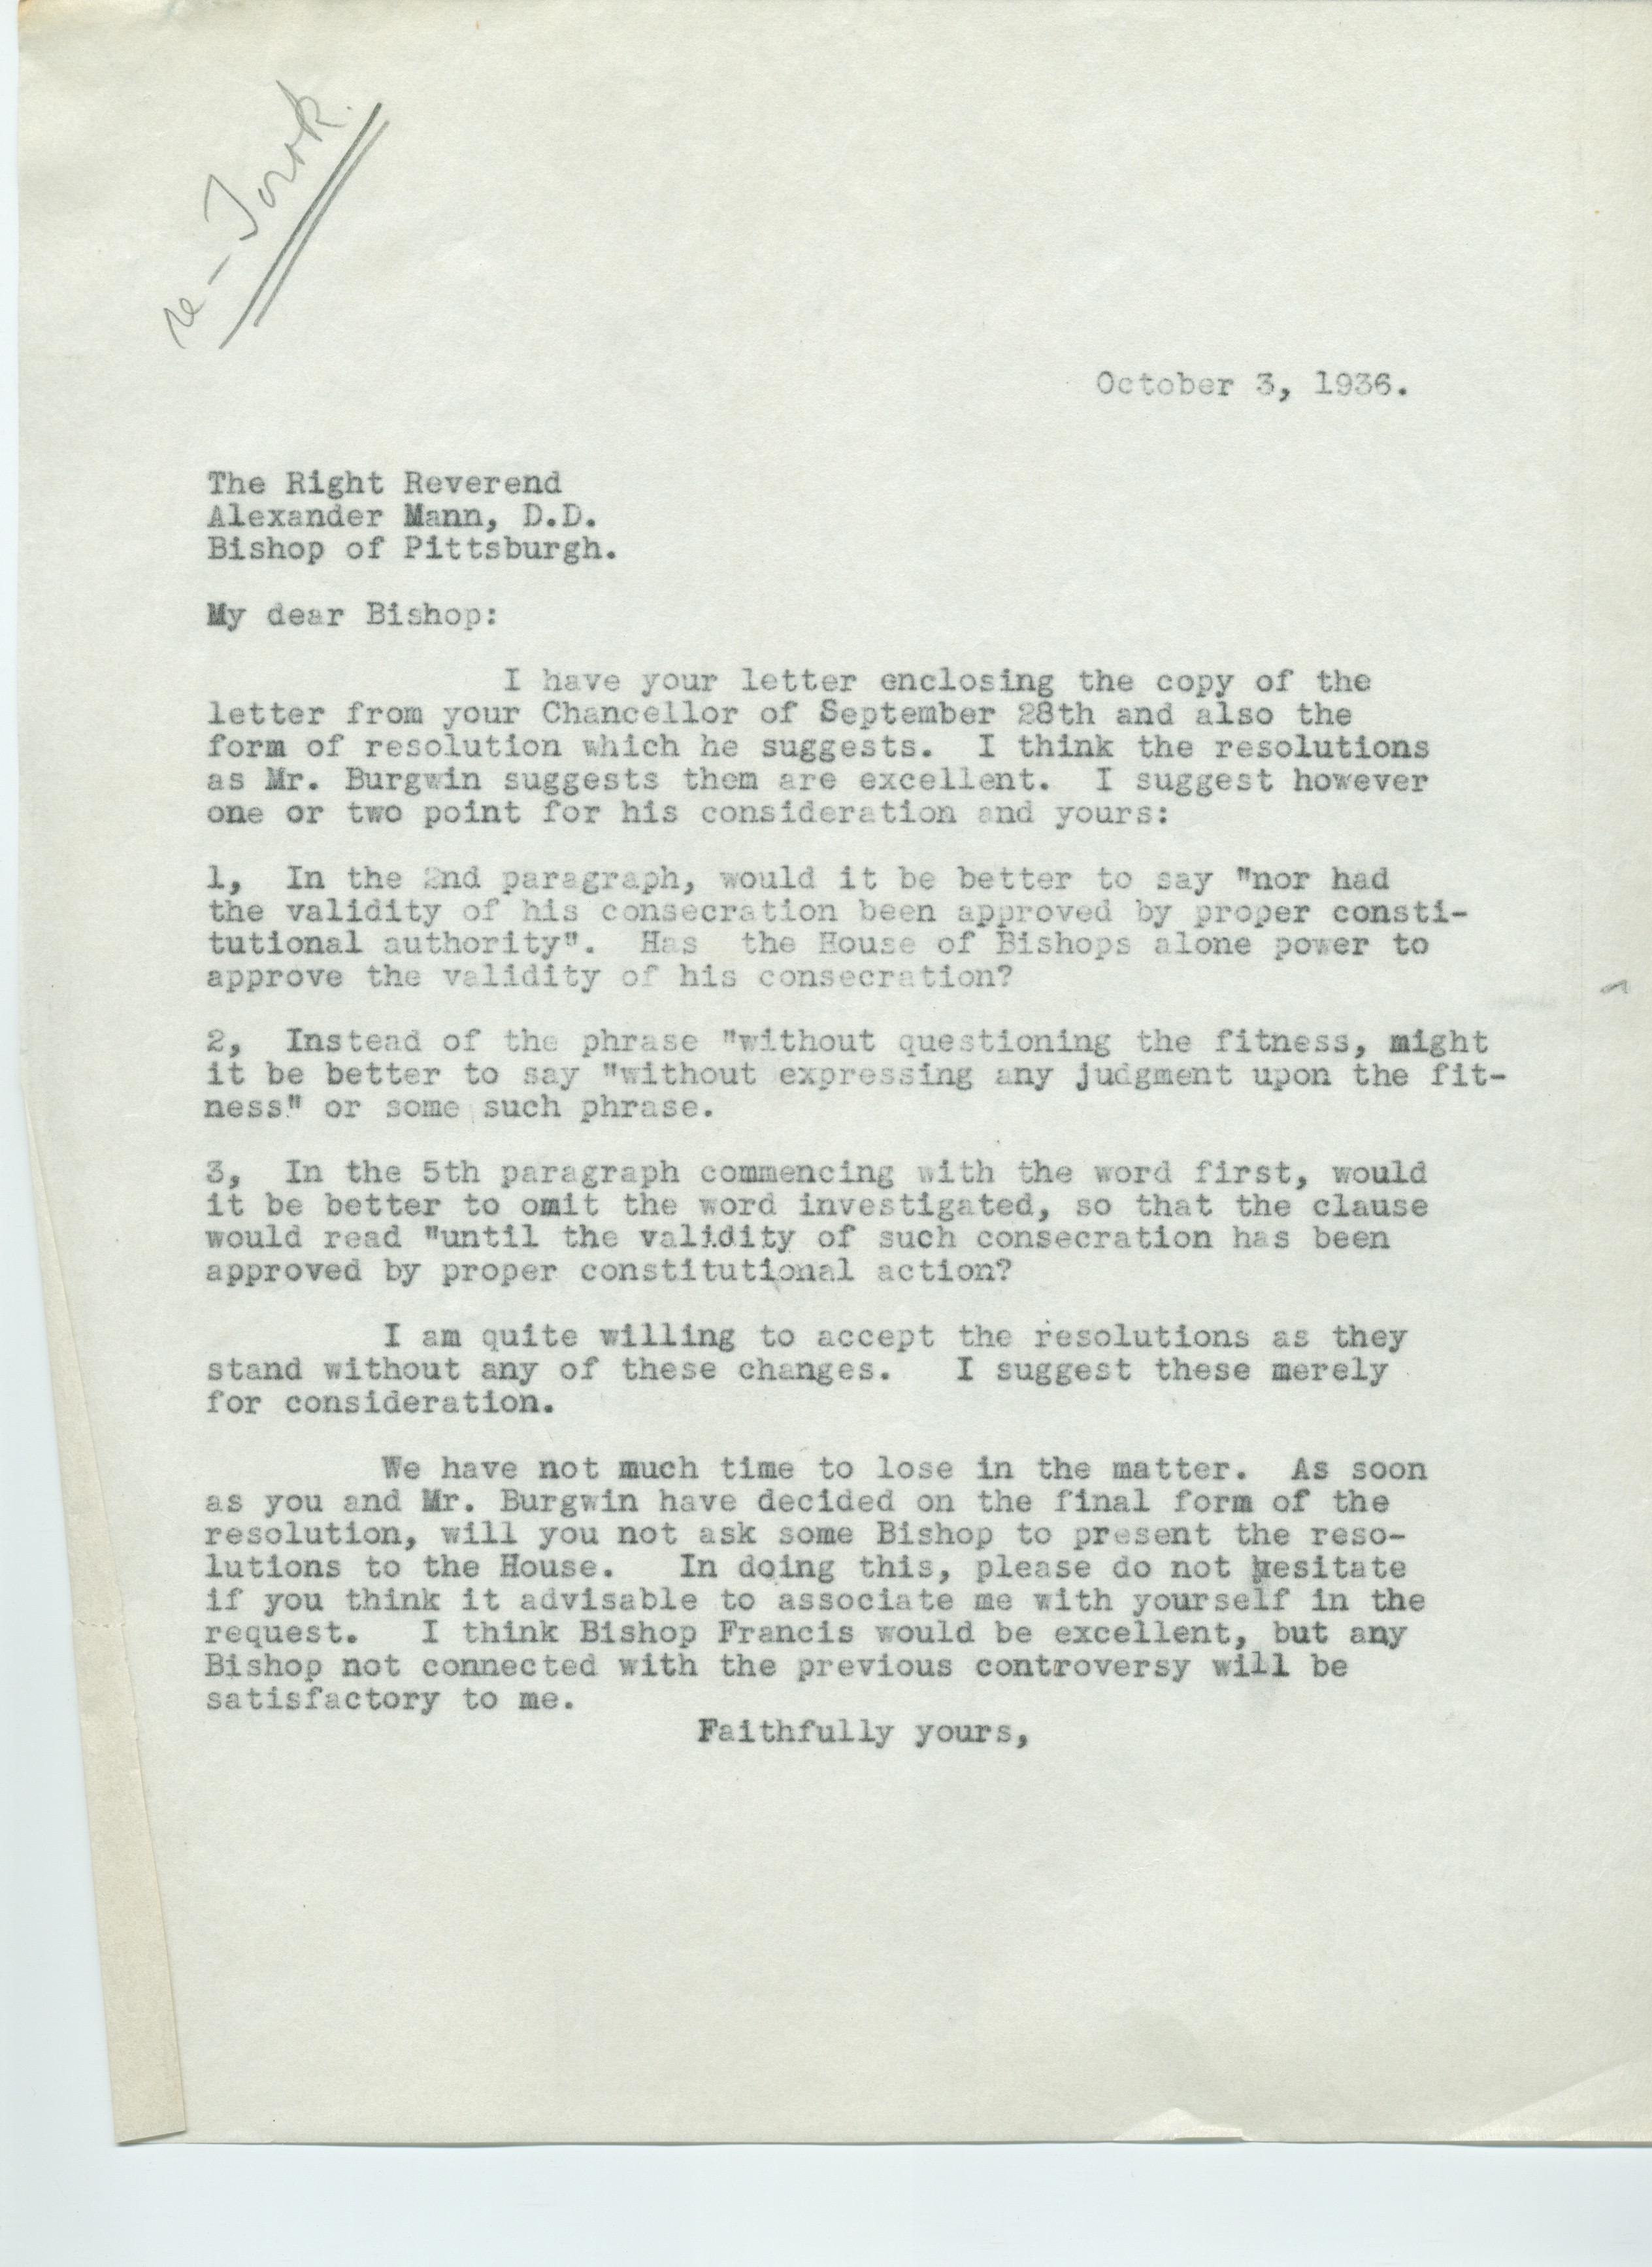 re - Torok
October 3, 1936.
The Right Reverend
Alexander Mann, D.D.
Bishop of Pittsburgh.
My dear Bishop:
I have your letter enclosing the copy of the
letter from your Chancellor of September 28th and also the
form of resolution which he suggests. I think the resolutions
as Mr. Burgwin suggests them are excellent. I suggest however
one or two point for his consideration and yours:
1, In the 2nd paragraph, would it be better to say "nor had
the validity of his consecration been approved by proper consti-
tutional authority". Has the House of Bishops alone power to
approve the validity of his consecration?
2, Instead of the phrase "without questioning the fitness, might
it be better to say "without expressing any judgment upon the fit-
ness" or some such phrase.
3, In the 5th paragraph commencing with the word first, would
it be better to omit the word investigated, so that the clause
would read "until the validity of such consecration has been
approved by proper constitutional action?
I am quite willing to accept the resolutions as they
stand without any of these changes. I suggest these merely
for consideration.
We have not much time to lose in the matter. As soon
as you and Mr. Burgwin have decided on the final form of the
resolution, will you not ask some Bishop to present the reso-
lutions to the House. In doing this, please do not hesitate
if you think it advisable to associate me with yourself in the
request. I think Bishop Francis would be excellent, but any
Bishop not connected with the previous controversy will be
satisfactory to me.
Faithfully yours,